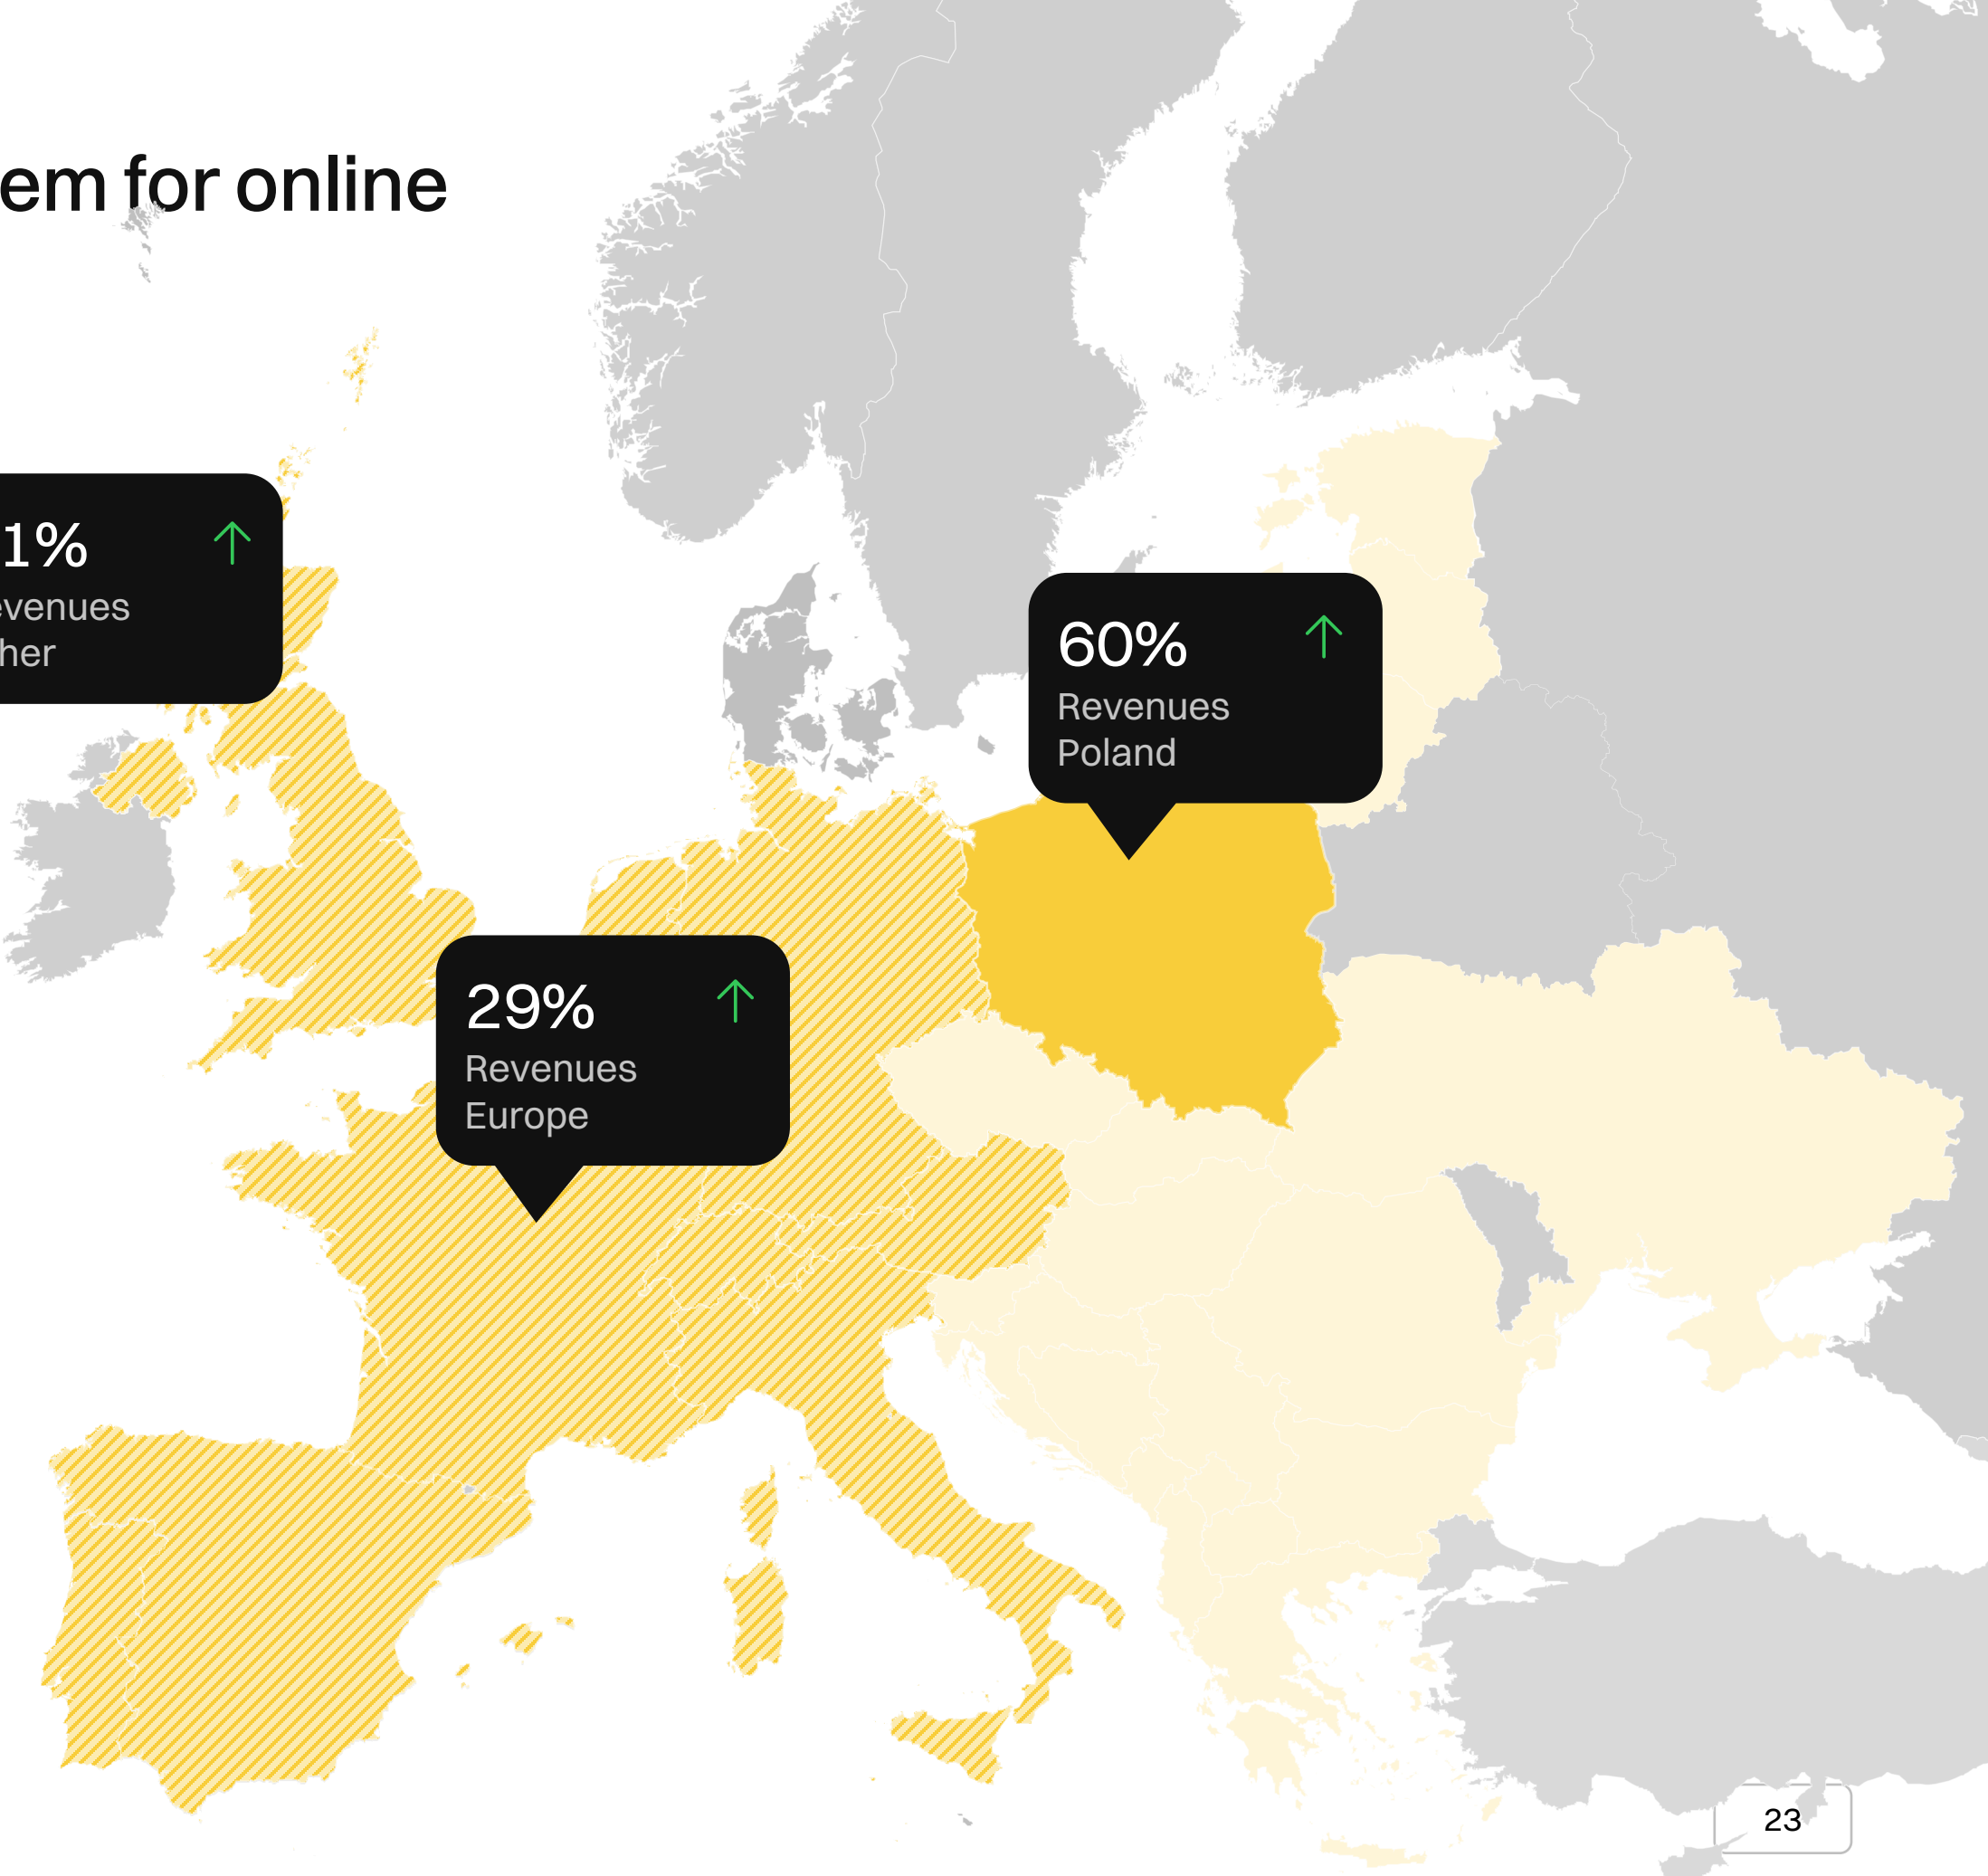 em for online
1%
evenues
her
60%
Revenues
Poland
29%
Revenues
Europe
23